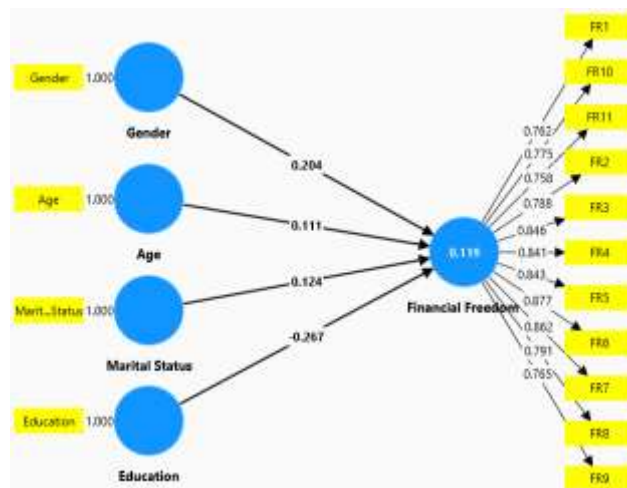 Gender 1.000
Gender
0.204
Age 1.000
Age
0.111
Marit...Status 1.000
Marital Status
0.124
Education 1.000
Education
-0.267
0.119
Financial Freedom
0.762
0.775
0.758
0.788
0.846
0.841
0.843
0.877
0.862
0.791
0.765
FR1
FR10
FR11
FR2
FR3
FR4
FR5
FR6
FR7
FR8
FR9